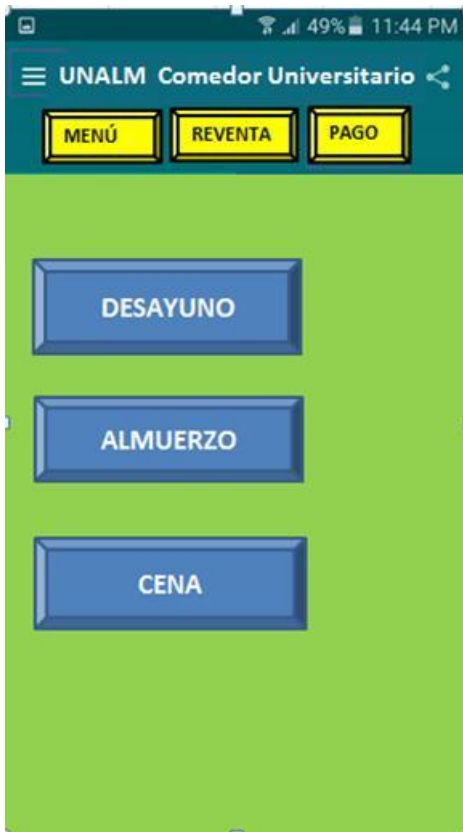 49% 11:44 PM
UNALM Comedor Universitario
MENÚ REVENTA PAGO
DESAYUNO
ALMUERZO
CENA